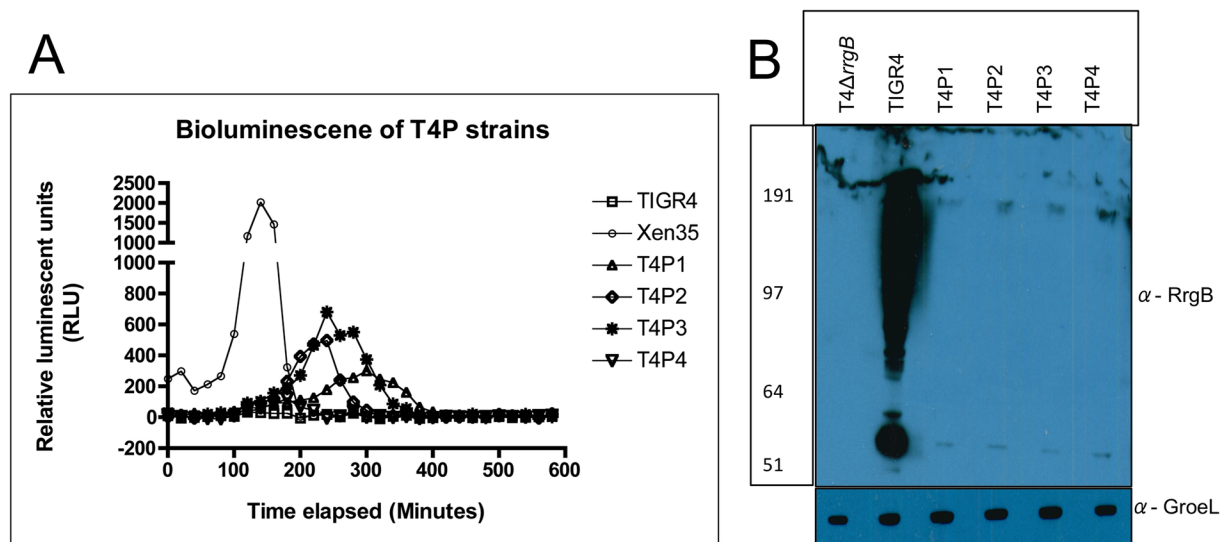 A
Bioluminescene of T4P strains
Relative luminescent units
(RLU)
2500
2000
1500
1000
1000
800
600
400
200
0
-200
0
100
200
300
400
500
600
Time elapsed (Minutes)
TIGR4
Xen35
T4P1
T4P2
T4P3
T4P4
B
T4ΔrrgB
TIGR4
T4P1
T4P2
T4P3
T4P4
191
97
64
51
α - RrgB
α - GroeL